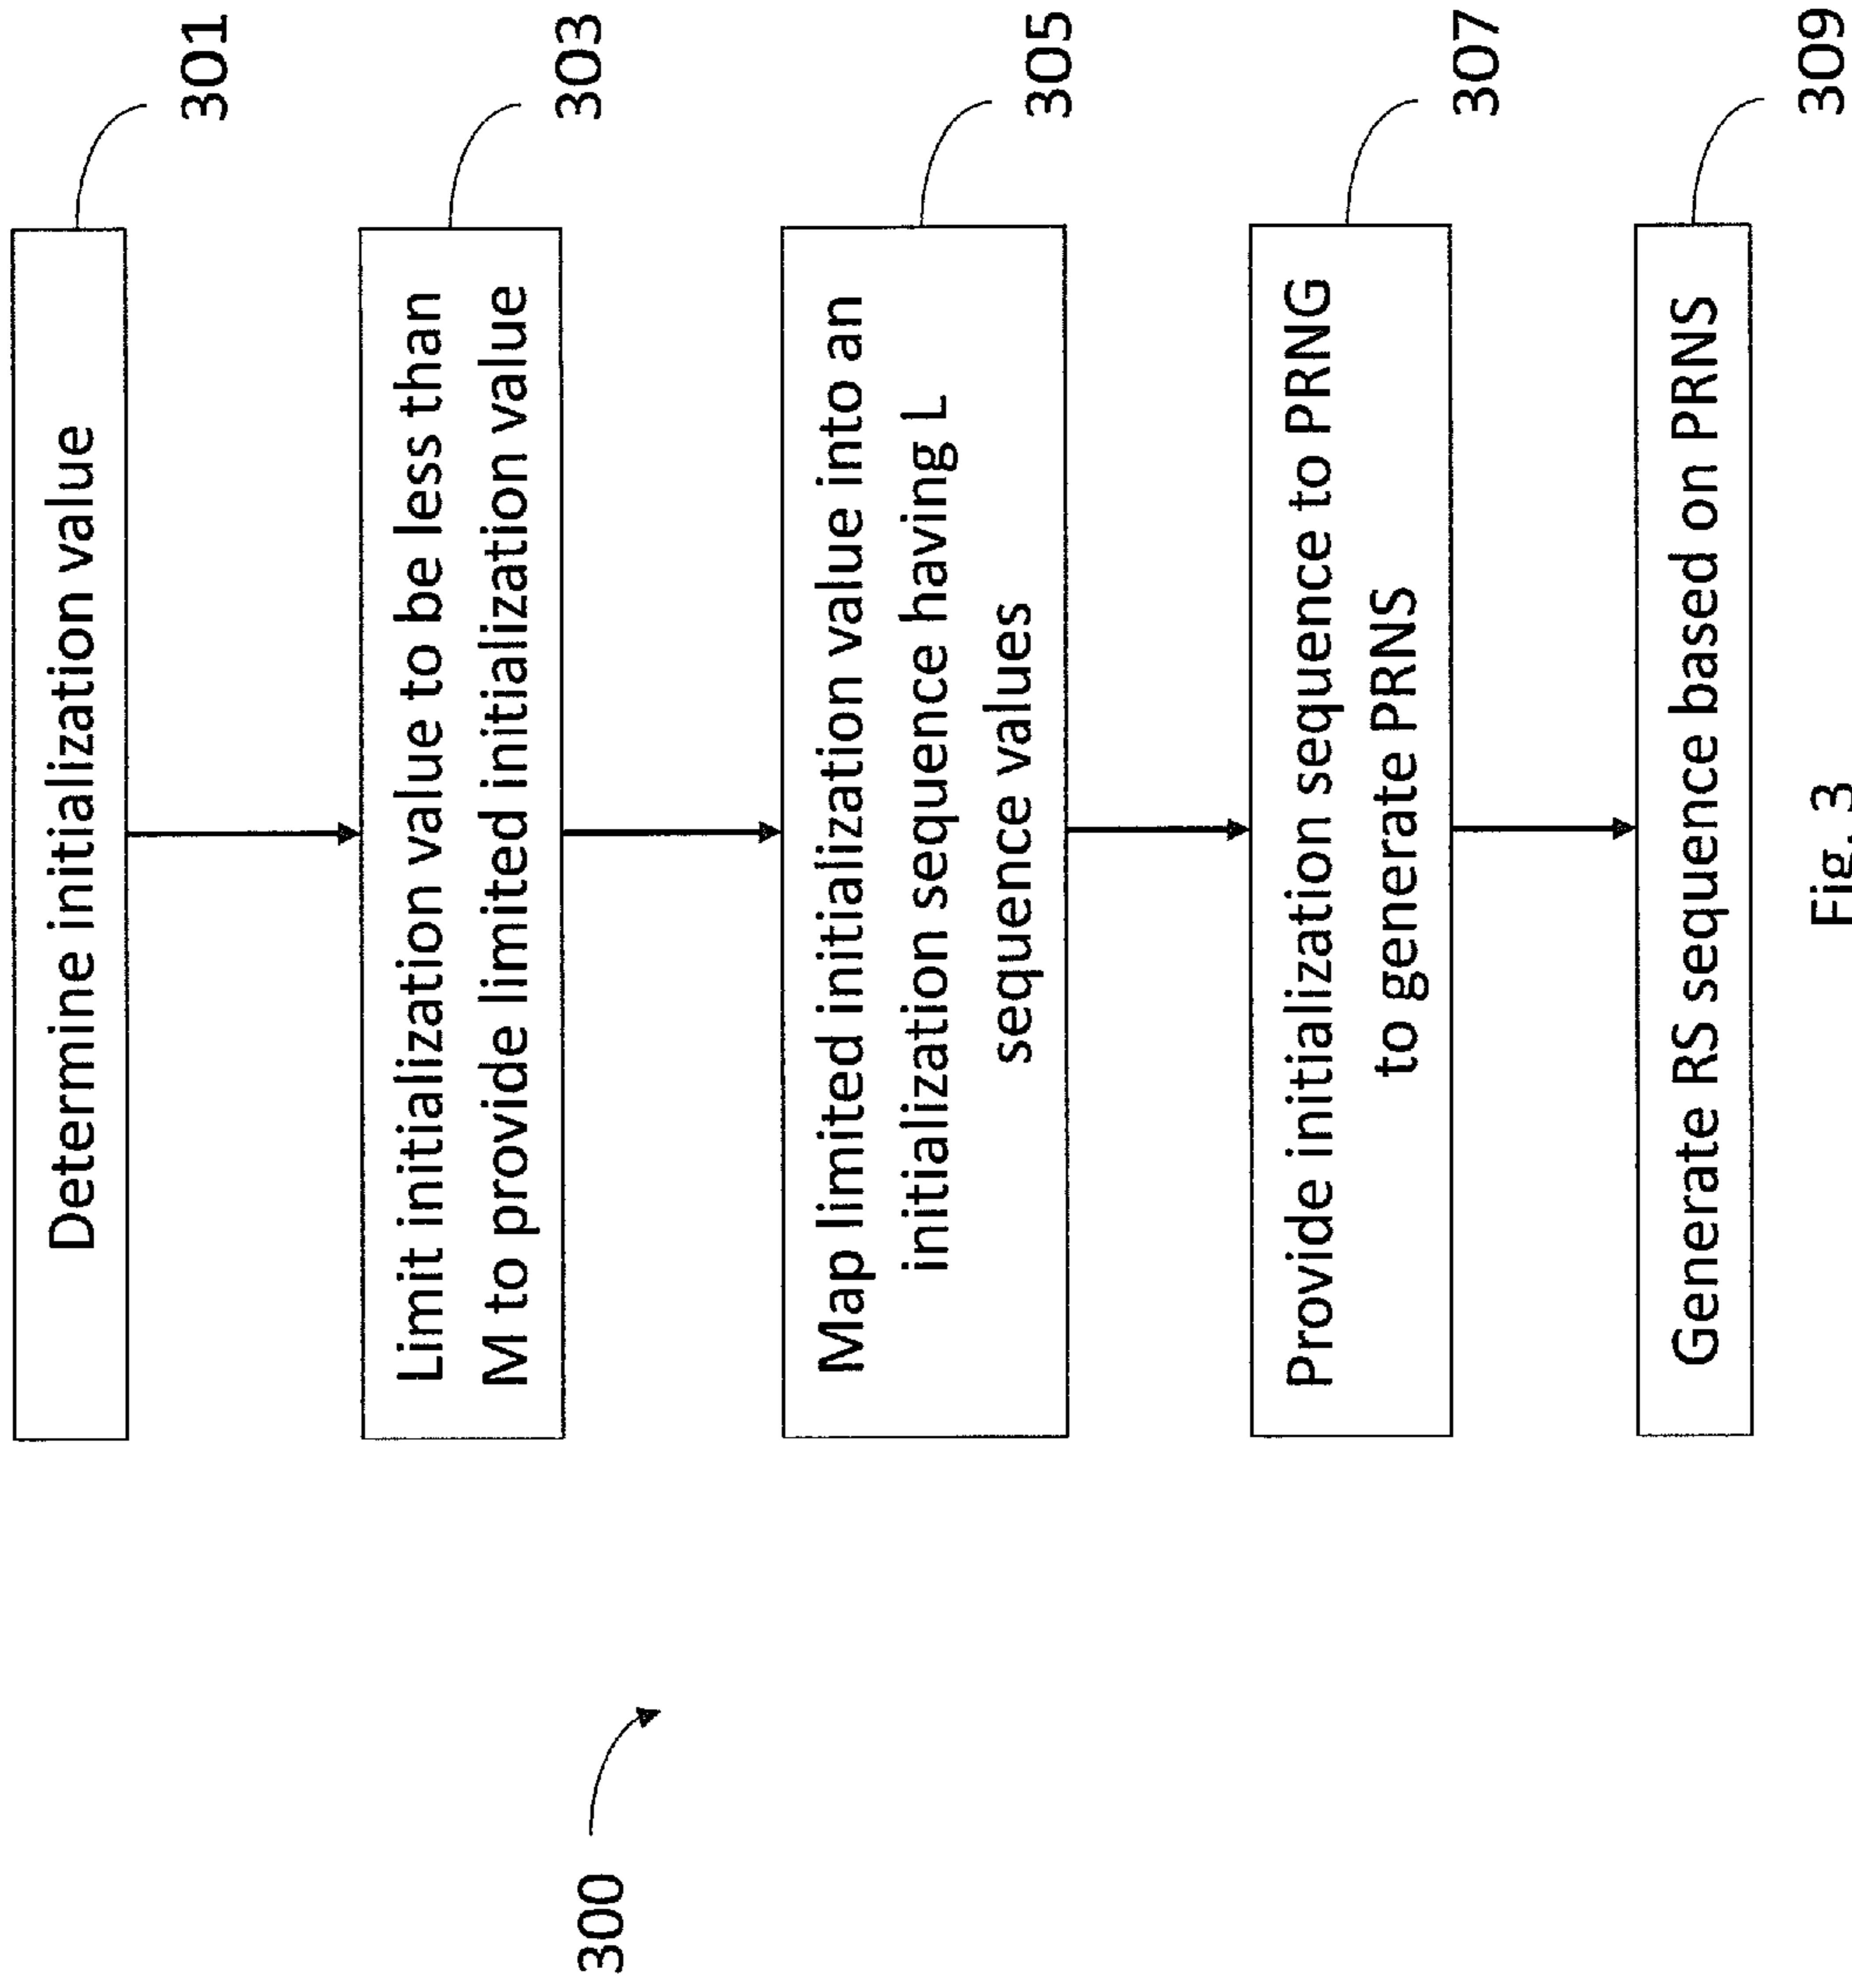 300
Determine initialization value
301
Limit initialization value to be less than
M to provide limited initialization value
303
Map limited initialization value into an
initialization sequence having L
sequence values
305
Provide initialization sequence to PRNG
to generate PRNS
307
Generate RS sequence based on PRNS
309
Fig. 3